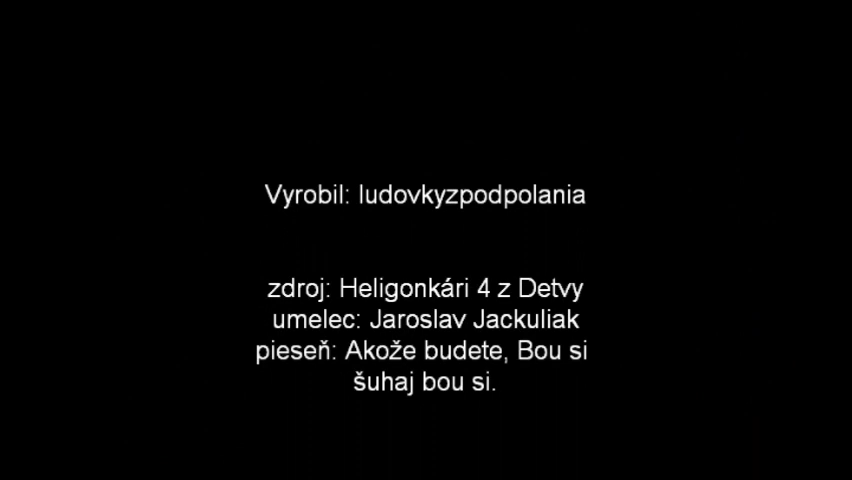 Vyrobil: ludovkyzpodpolania
zdroj: Heligonkári 4 z Detvy
umelec: Jaroslav Jackuliak
pieseň: Akože budete, Bou si
šuhaj bou si.